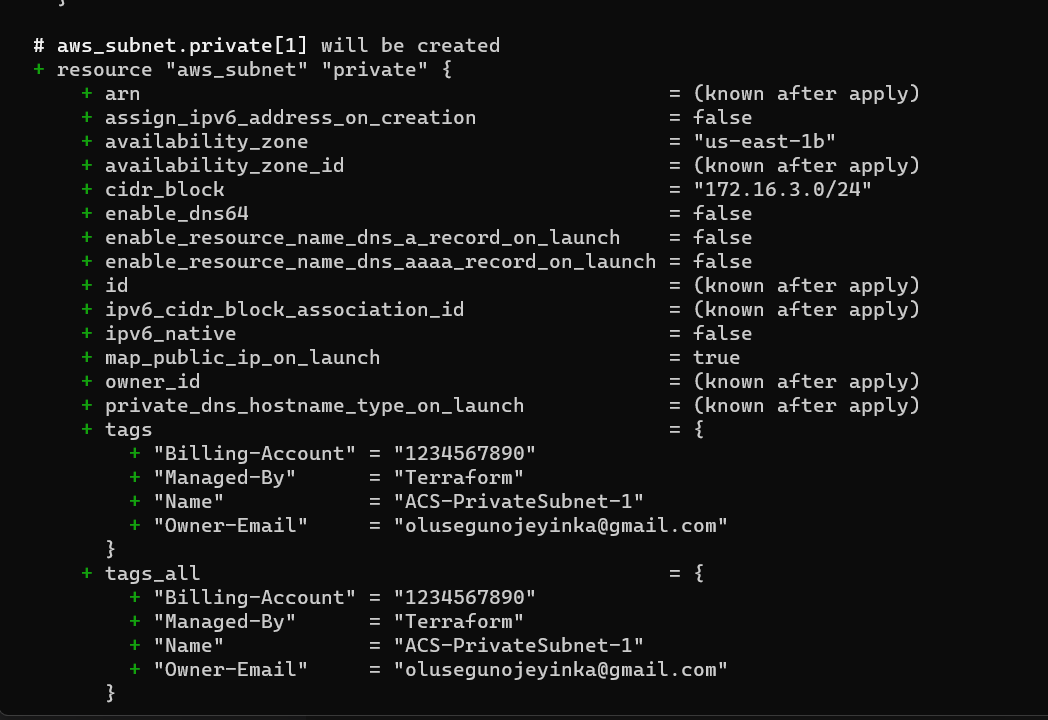 }
# aws_subnet.private[1] will be created
+ resource "aws_subnet" "private" {
+ arn = (known after apply)
+ assign_ipv6_address_on_creation = false
+ availability_zone = "us-east-1b"
+ availability_zone_id = (known after apply)
+ cidr_block = "172.16.3.0/24"
+ enable_dns64 = false
+ enable_resource_name_dns_a_record_on_launch = false
+ enable_resource_name_dns_aaaa_record_on_launch = false
+ id = (known after apply)
+ ipv6_cidr_block_association_id = (known after apply)
+ ipv6_native = false
+ map_public_ip_on_launch = true
+ owner_id = (known after apply)
+ private_dns_hostname_type_on_launch = (known after apply)
+ tags = {
+ "Billing-Account" = "1234567890"
+ "Managed-By" = "Terraform"
+ "Name" = "ACS-PrivateSubnet-1"
+ "Owner-Email" = "olusegunojeyinka@gmail.com"
}
+ tags_all = {
+ "Billing-Account" = "1234567890"
+ "Managed-By" = "Terraform"
+ "Name" = "ACS-PrivateSubnet-1"
+ "Owner-Email" = "olusegunojeyinka@gmail.com"
}